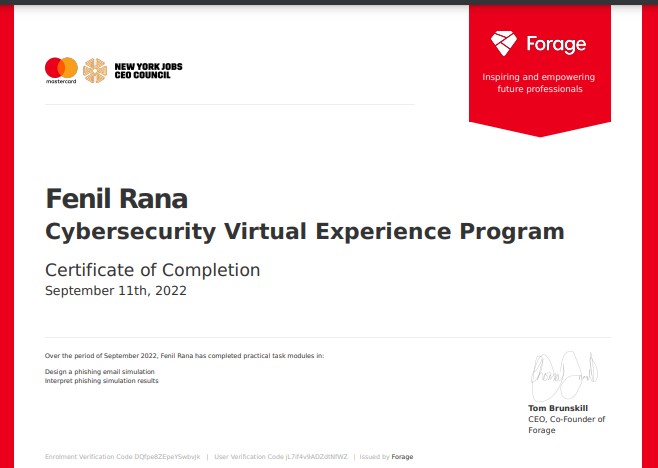 mastercard
NEW YORK JOBS
CEO COUNCIL
Forage
Inspiring and empowering
future professionals
Fenil Rana
Cybersecurity Virtual Experience Program
Certificate of Completion
September 11th, 2022
Over the period of September 2022, Fenil Rana has completed practical task modules in:
Design a phishing email simulation
Interpret phishing simulation results
Tom Brunskill
CEO, Co-Founder of
Forage
Enrolment Verification Code | User Verification Code | Issued by Forage